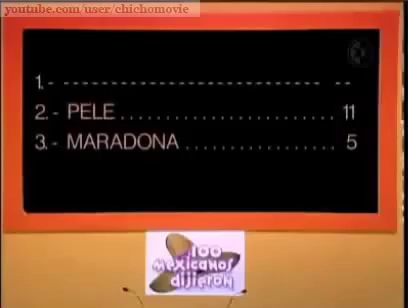 youtube.com/user/chichomovie
1.- - - - - - - - - - - - - - - - - - - - - - - - - - - - - - -
2.- PELE ........................ 11
3.- MARADONA ................. 5
100
MEXICANOS
DIJIERON